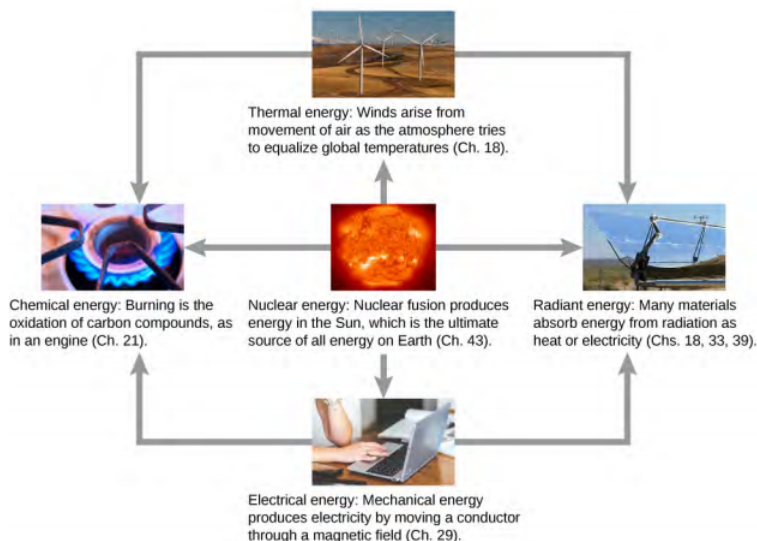 Thermal energy: Winds arise from
movement of air as the atmosphere tries
to equalize global temperatures (Ch. 18).
Chemical energy: Burning is the
oxidation of carbon compounds, as
in an engine (Ch. 21).
Nuclear energy: Nuclear fusion produces
energy in the Sun, which is the ultimate
source of all energy on Earth (Ch. 43).
Radiant energy: Many materials
absorb energy from radiation as
heat or electricity (Chs. 18, 33, 39).
Electrical energy: Mechanical energy
produces electricity by moving a conductor
through a magnetic field (Ch. 29).